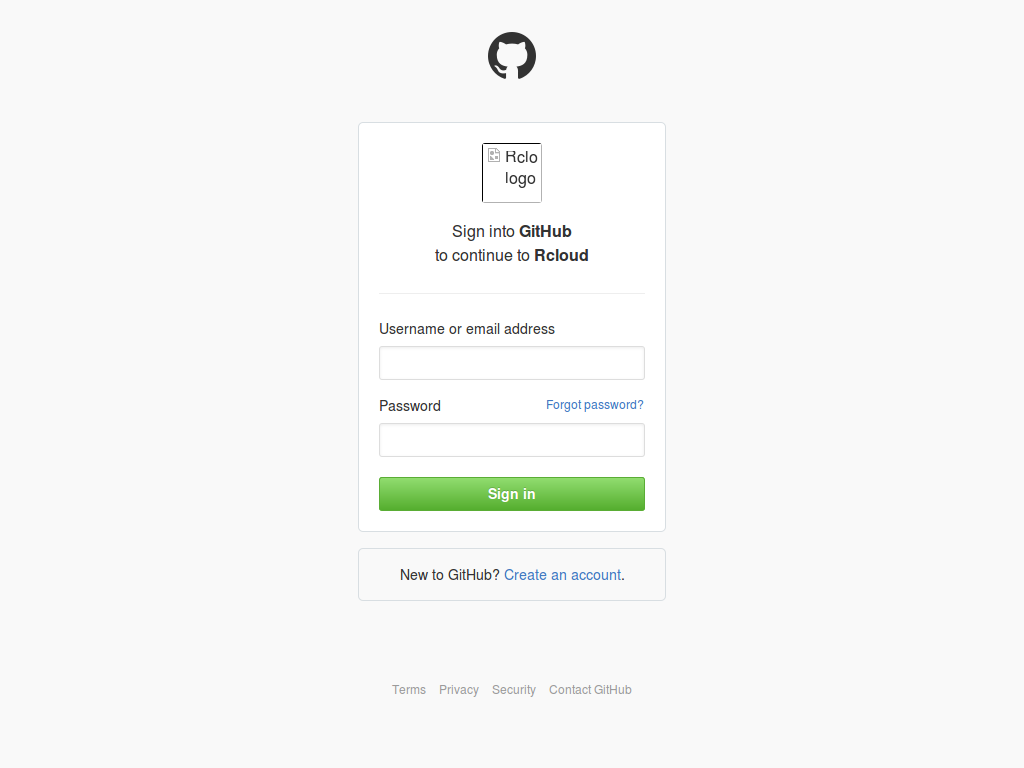 Rclo
logo
Sign into GitHub
to continue to Rcloud
Username or email address
Password Forgot password?
Sign in
New to GitHub? Create an account.
Terms Privacy Security Contact GitHub